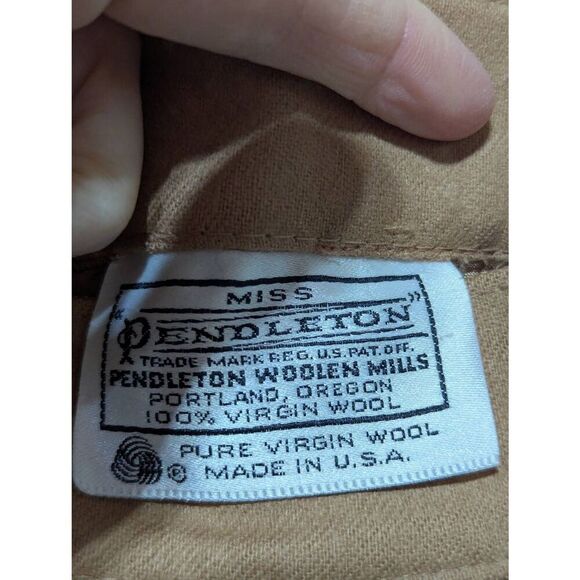 MISS
"PENDLETON"
TRADE MARK REG. U.S. PAT. OFF.
PENDLETON WOOLEN MILLS
PORTLAND, OREGON
100% VIRGIN WOOL
PURE VIRGIN WOOL
© MADE IN U.S.A.